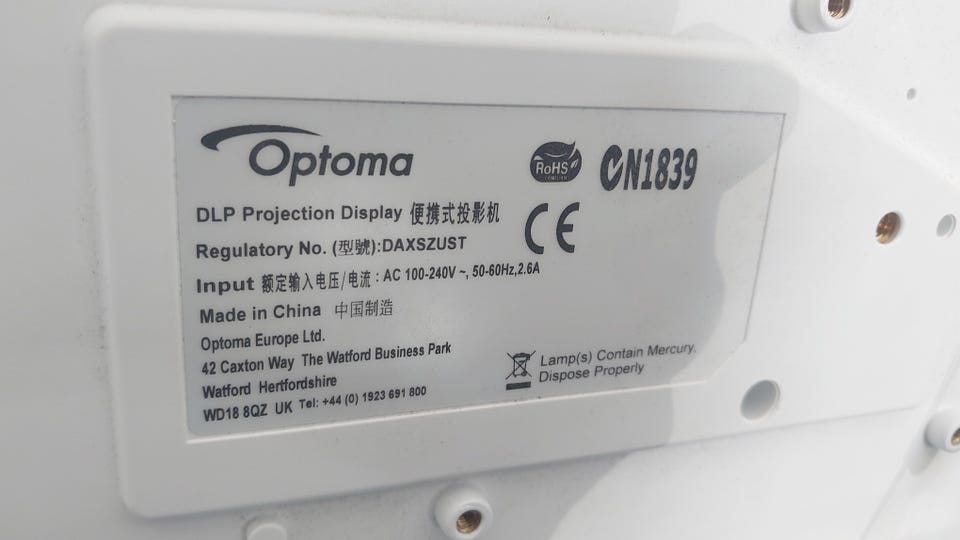 Optoma
RoHS
N1839
DLP Projection Display 便携式投影机
Regulatory No. (型號):DAXSZUST
Input 额定输入电压/电流 : AC 100-240V ~, 50-60Hz,2.6A
Made in China 中国制造
Optoma Europe Ltd.
42 Caxton Way The Watford Business Park
Watford Hertfordshire
WD18 8QZ UK Tel: +44 (0) 1923 691 800
CE
Lamp(s) Contain Mercury,
Dispose Properly